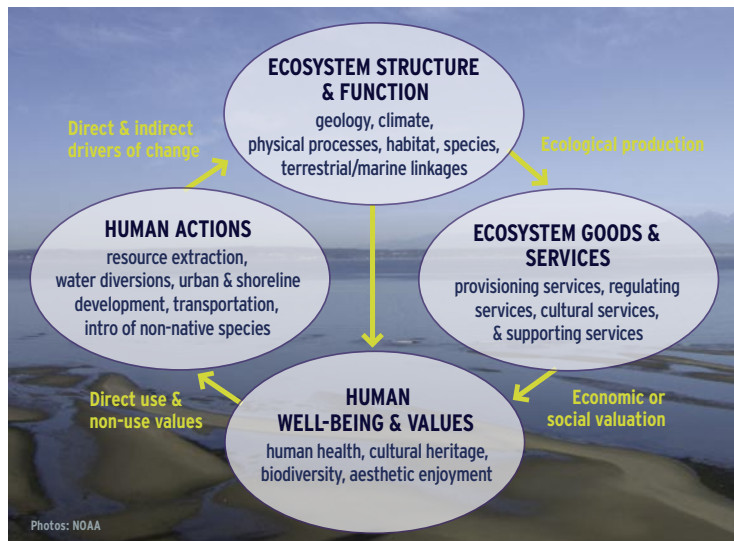 ECOSYSTEM STRUCTURE
& FUNCTION
geology, climate,
physical processes, habitat, species,
terrestrial/marine linkages
Direct & indirect
drivers of change
Ecological production
HUMAN ACTIONS
resource extraction,
water diversions, urban & shoreline
development, transportation,
intro of non-native species
ECOSYSTEM GOODS &
SERVICES
provisioning services, regulating
services, cultural services,
& supporting services
Direct use &
non-use values
HUMAN
WELL-BEING & VALUES
human health, cultural heritage,
biodiversity, aesthetic enjoyment
Economic or
social valuation
Photos: NOAA